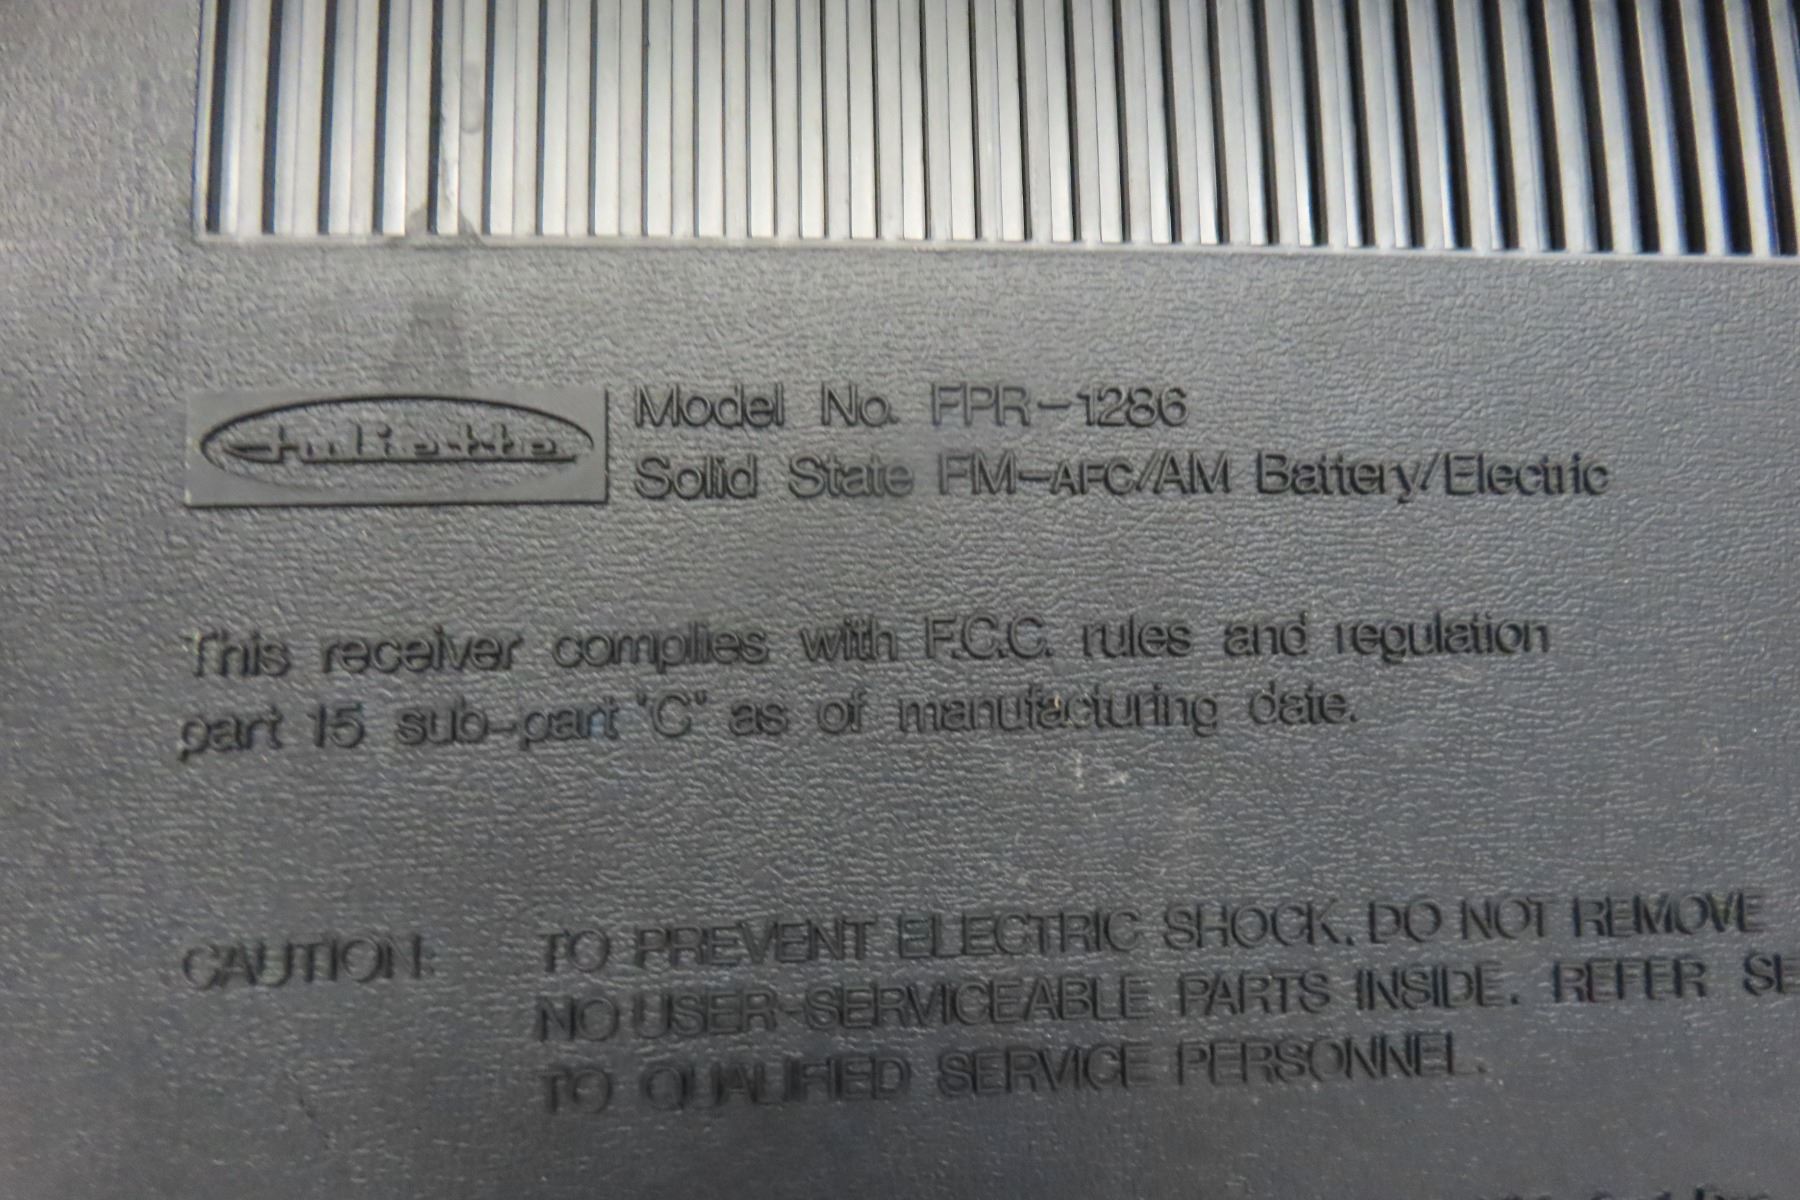 Juliette
Model No. FPR-1286
Solid State FM-AFC/AM Battery/Electric
This receiver complies with F.C.C. rules and regulation
part 15 sub-part "C" as of manufacturing date.
CAUTION: TO PREVENT ELECTRIC SHOCK, DO NOT REMOVE
NO USER-SERVICEABLE PARTS INSIDE. REFER SE
TO QUALIFIED SERVICE PERSONNEL.